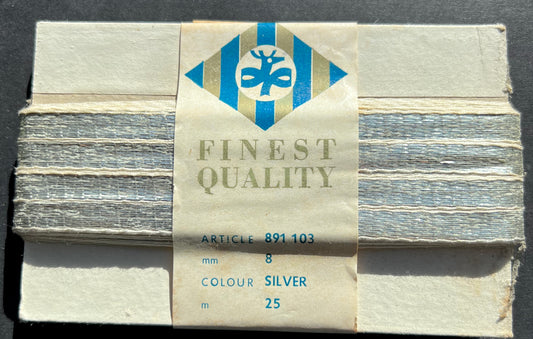 FINEST
QUALITY
ARTICLE 891 103
mm 8
COLOUR SILVER
m 25